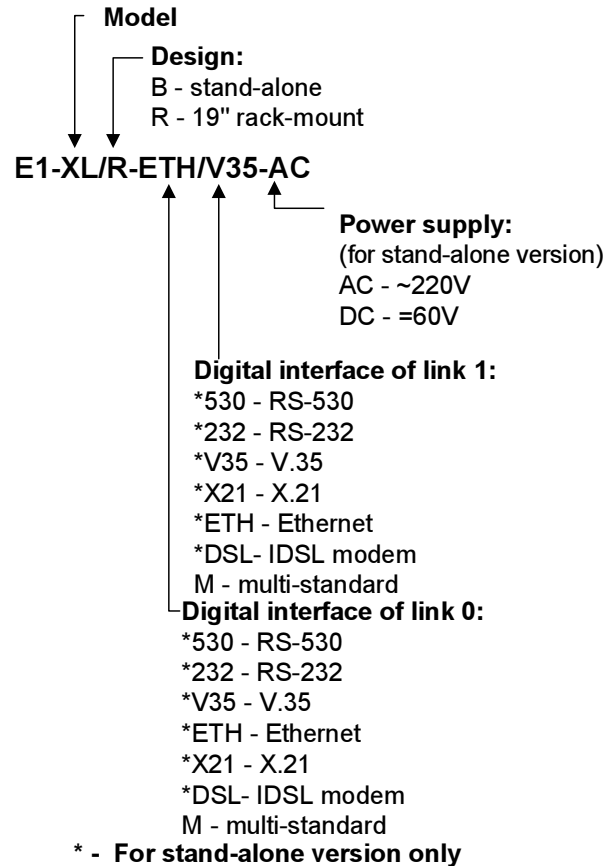 Model
Design:
B - stand-alone
R - 19" rack-mount
E1-XL/R-ETH/V35-AC
Power supply:
(for stand-alone version)
AC - ~220V
DC - =60V
Digital interface of link 1:
*530 - RS-530
*232 - RS-232
*V35 - V.35
*X21 - X.21
*ETH - Ethernet
*DSL- IDSL modem
M - multi-standard
Digital interface of link 0:
*530 - RS-530
*232 - RS-232
*V35 - V.35
*ETH - Ethernet
*X21 - X.21
*DSL- IDSL modem
M - multi-standard
* - For stand-alone version only